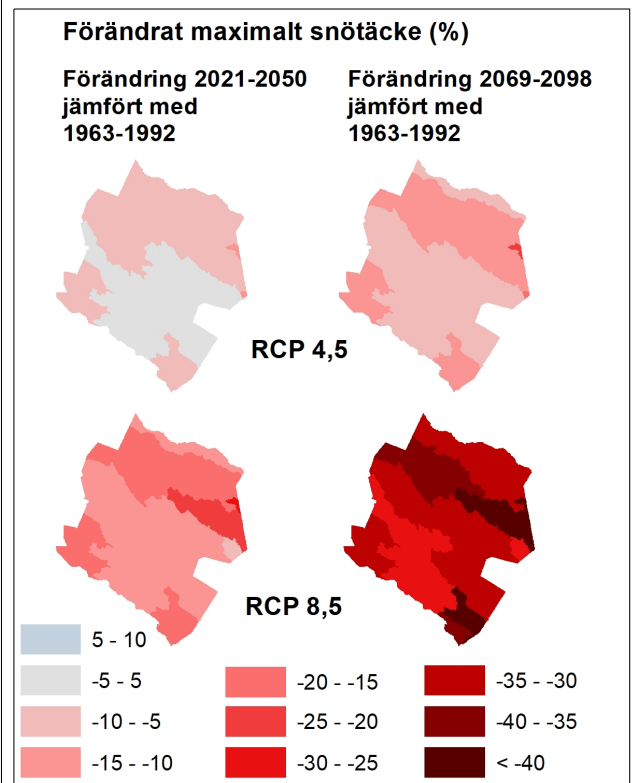 Förändrat maximalt snötäcke (%)
Förändring 2021-2050
jämfört med
1963-1992
Förändring 2069-2098
jämfört med
1963-1992
RCP 4,5
RCP 8,5
5 - 10
-5 - 5
-10 - -5
-15 - -10
-20 - -15
-25 - -20
-30 - -25
-35 - -30
-40 - -35
< -40